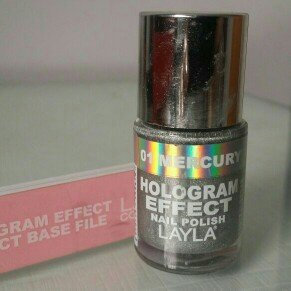 01 MERCURY
HOLOGRAM
EFFECT
NAIL POLISH
LAYLA
GRAM EFFECT
CT BASE FILE